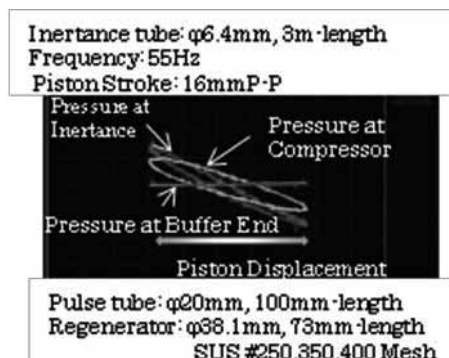 Inertance tube: φ6.4mm, 3m-length
Frequency: 55Hz
Piston Stroke: 16mmP-P
Pressure at
Inertance
Pressure at
Compressor
Pressure at Buffer End
Piston Displacement
Pulse tube: φ20mm, 100mm-length
Regenerator: φ38.1mm, 73mm-length
SUS #250,350,400 Mesh